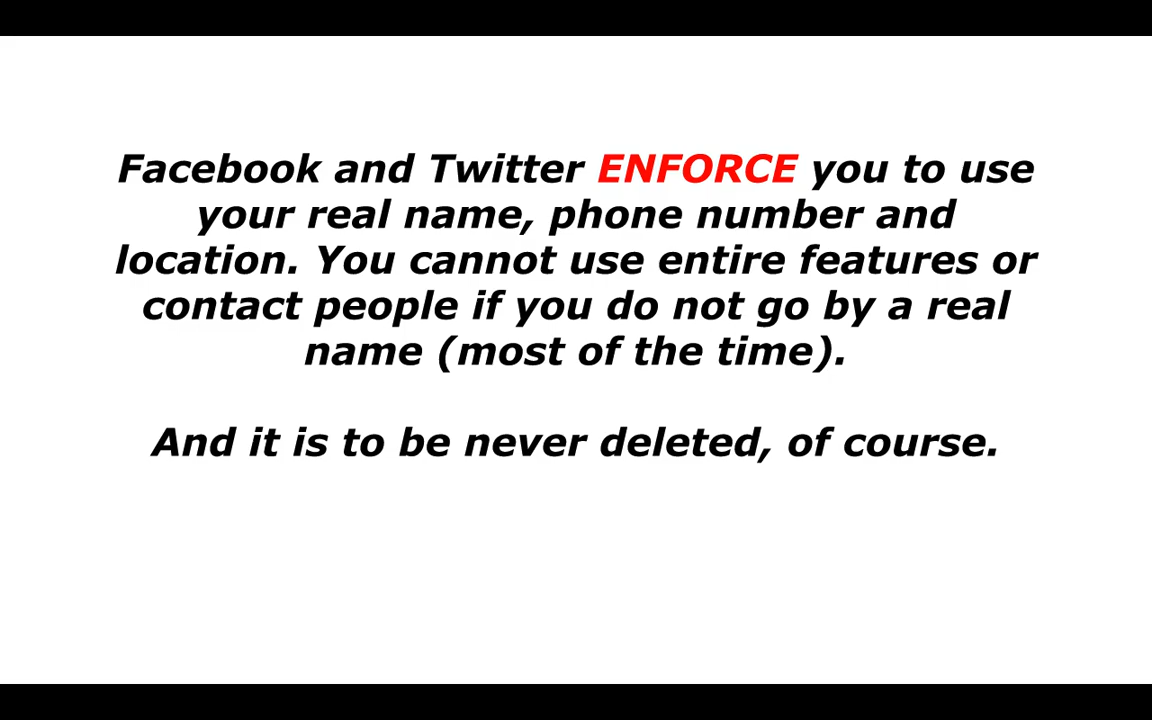 Facebook and Twitter ENFORCE you to use
your real name, phone number and
location. You cannot use entire features or
contact people if you do not go by a real
name (most of the time).
And it is to be never deleted, of course.